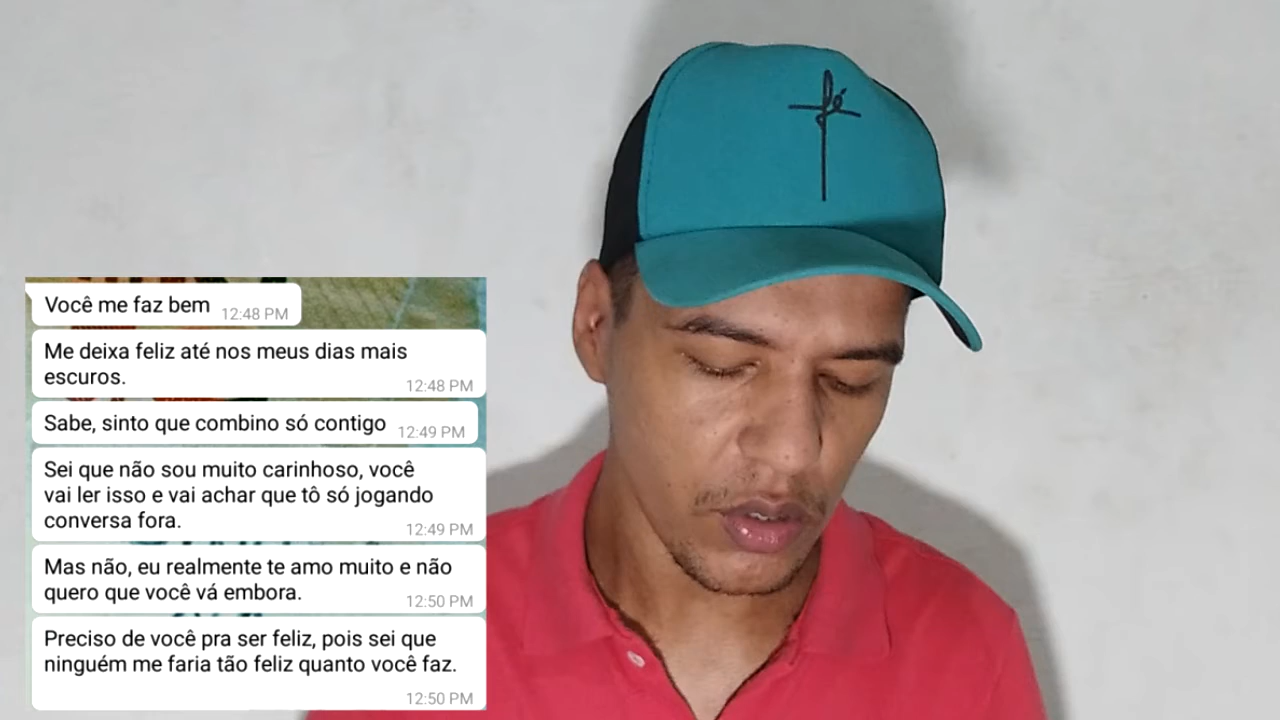 fé
Você me faz bem 12:48 PM
Me deixa feliz até nos meus dias mais
escuros. 12:48 PM
Sabe, sinto que combino só contigo 12:49 PM
Sei que não sou muito carinhoso, você
vai ler isso e vai achar que tô só jogando
conversa fora. 12:49 PM
Mas não, eu realmente te amo muito e não
quero que você vá embora. 12:50 PM
Preciso de você pra ser feliz, pois sei que
ninguém me faria tão feliz quanto você faz.
12:50 PM